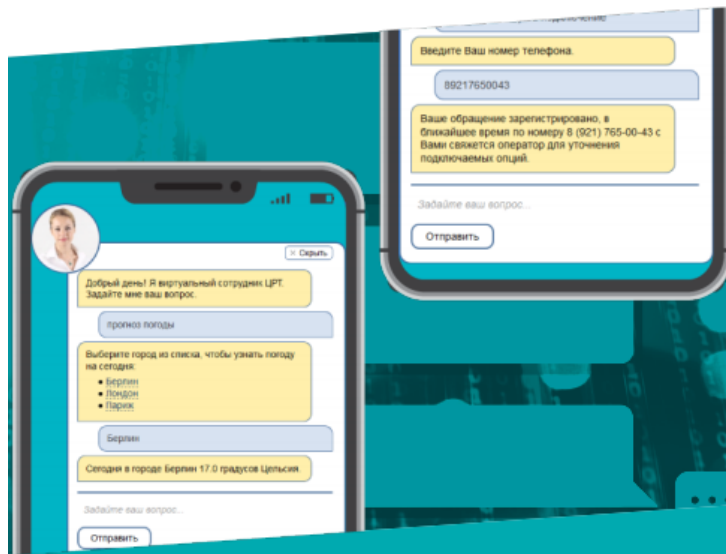 Введите Ваш номер телефона.
89217650043
Ваше обращение зарегистрировано, в
ближайшее время по номеру 8 (921) 765-00-43 с
Вами свяжется оператор для уточнения
подключаемых опций.
Задайте ваш вопрос...
Отправить
× Скрыть
Добрый день! Я виртуальный сотрудник ЦРТ.
Задайте мне ваш вопрос.
прогноз погоды
Выберите город из списка, чтобы узнать погоду
на сегодня:
• Берлин
• Лондон
• Париж
Берлин
Сегодня в городе Берлин 17.0 градусов Цельсия.
Задайте ваш вопрос...
Отправить